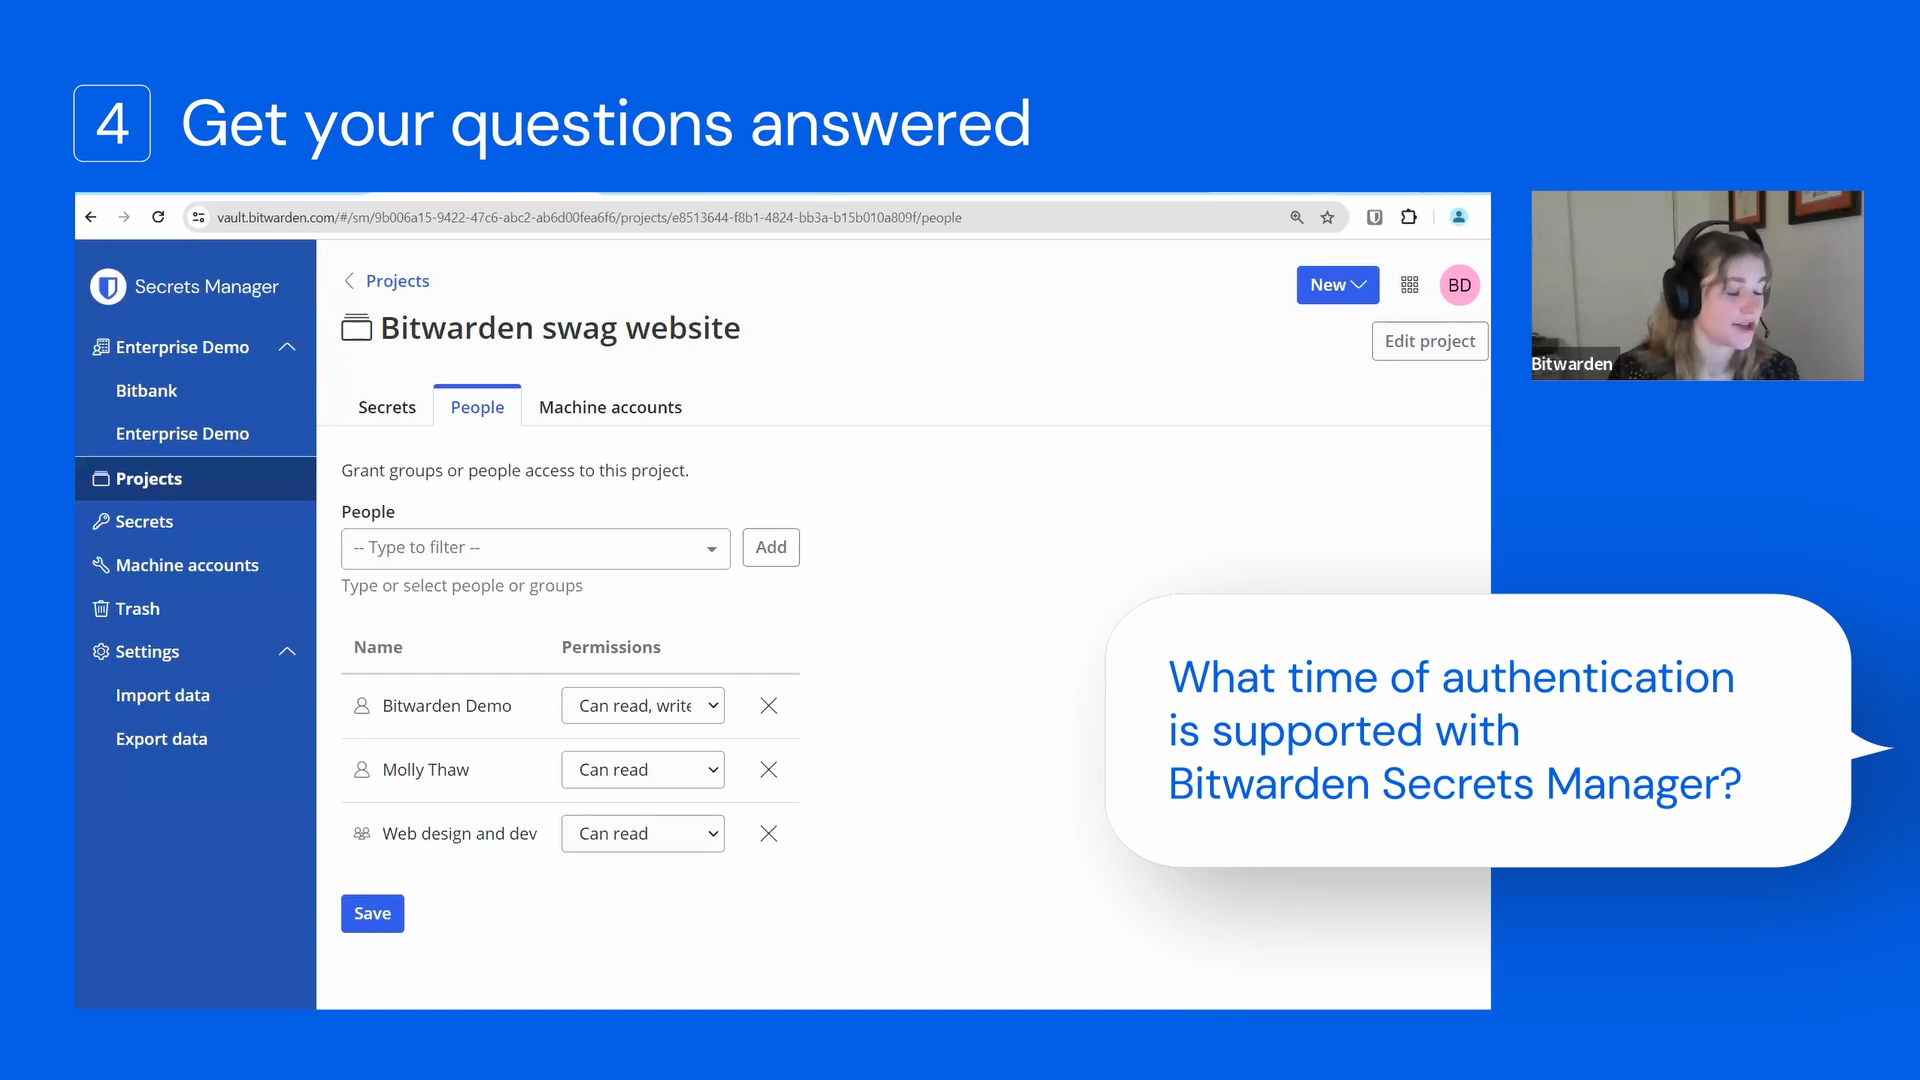 4 Get your questions answered
vault.bitwarden.com/#/sm/9b006a15-9422-47c6-abc2-ab6d00fea6f6/projects/e8513644-f8b1-4824-bb3a-b15b010a809f/people
Secrets Manager
Enterprise Demo
Bitbank
Enterprise Demo
Projects
Secrets
Machine accounts
Trash
Settings
Import data
Export data
Projects
New
BD
Bitwarden swag website
Edit project
Secrets People Machine accounts
Grant groups or people access to this project.
People
-- Type to filter --
Add
Type or select people or groups
Name Permissions
Bitwarden Demo Can read, write
Molly Thaw Can read
Web design and dev Can read
Save
Bitwarden
What time of authentication
is supported with
Bitwarden Secrets Manager?